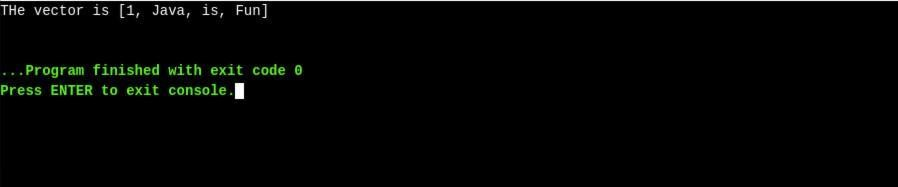 THe vector is [1, Java, is, Fun]
...Program finished with exit code 0
Press ENTER to exit console.